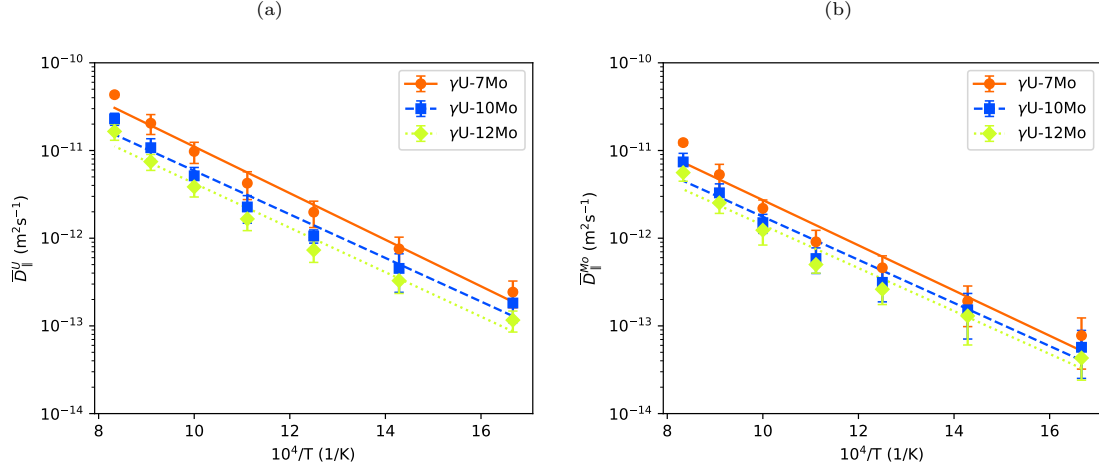 (a)
10⁻¹⁰
10⁻¹¹
10⁻¹²
10⁻¹³
10⁻¹⁴
D̅∥ᵁ (m²s⁻¹)
γU-7Mo
γU-10Mo
γU-12Mo
8 10 12 14 16
10⁴/T (1/K)
(b)
10⁻¹⁰
10⁻¹¹
10⁻¹²
10⁻¹³
10⁻¹⁴
D̅∥ᴹᵒ (m²s⁻¹)
γU-7Mo
γU-10Mo
γU-12Mo
8 10 12 14 16
10⁴/T (1/K)